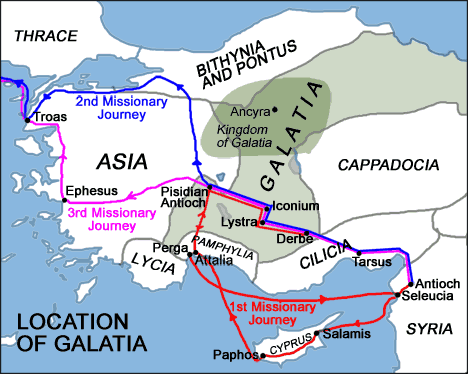 THRACE
BITHYNIA
AND PONTUS
Troas
2nd Missionary
Journey
Ancyra
Kingdom
of Galatia
GALATIA
ASIA
CAPPADOCIA
Ephesus
Pisidian
Antioch
3rd Missionary
Journey
Iconium
Lystra
Derbe
PAMPHYLIA
Perga
Attalia
LYCIA
CILICIA
Tarsus
Antioch
Seleucia
1st Missionary
Journey
SYRIA
LOCATION
OF GALATIA
CYPRUS
Salamis
Paphos